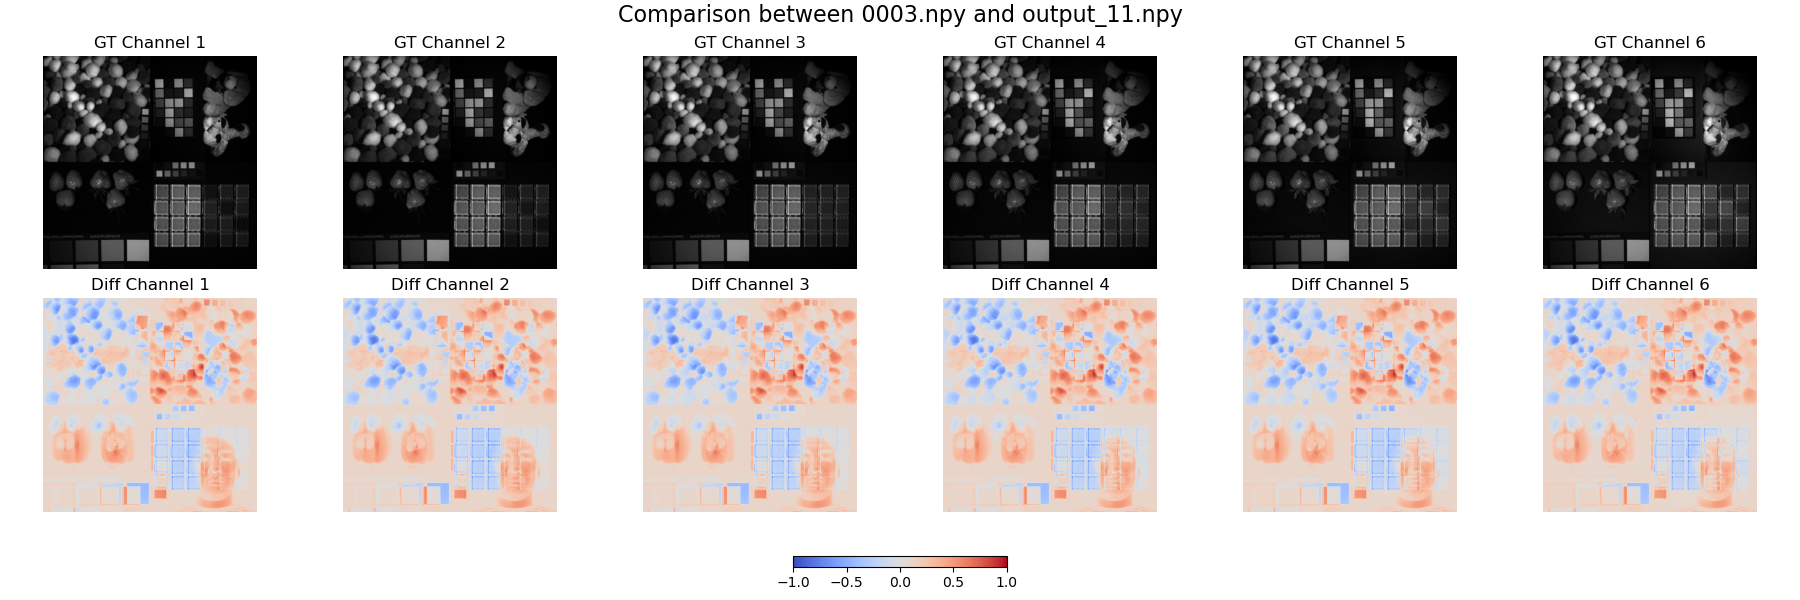 Comparison between 0003.npy and output_11.npy
GT Channel 1 GT Channel 2 GT Channel 3 GT Channel 4 GT Channel 5 GT Channel 6
Diff Channel 1 Diff Channel 2 Diff Channel 3 Diff Channel 4 Diff Channel 5 Diff Channel 6
−1.0 −0.5 0.0 0.5 1.0